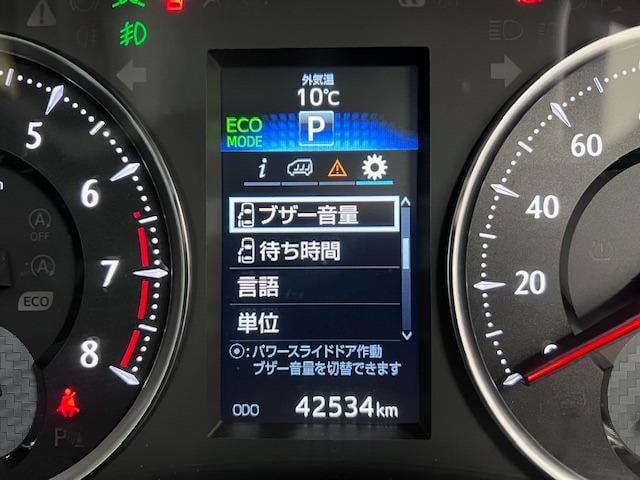 外気温
10℃
ECO
MODE
P
i
ブザー音量
待ち時間
言語
単位
:パワースライドドア作動
ブザー音量を切替できます
ODO 42534km
5
6
7
8
A
OFF
A
ECO
P
60
40
20
0